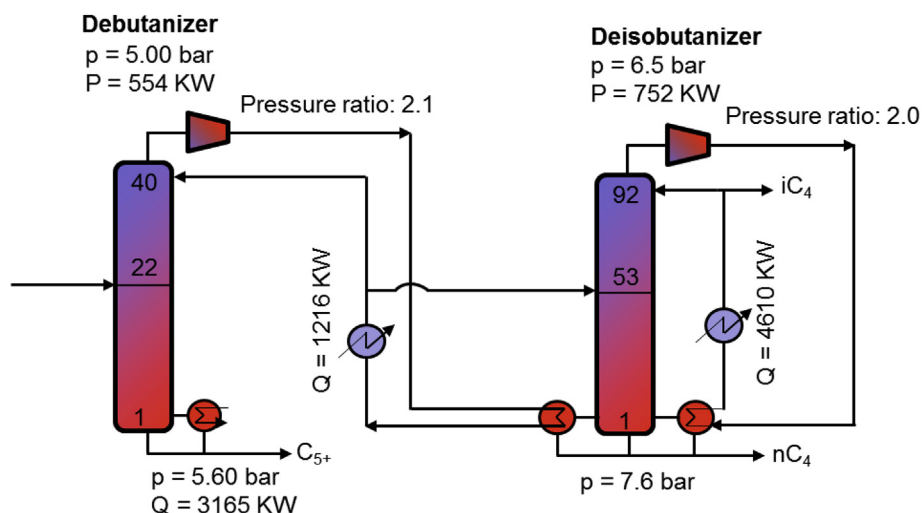 Debutanizer
p = 5.00 bar
P = 554 KW
Pressure ratio: 2.1
Deisobutanizer
p = 6.5 bar
P = 752 KW
Pressure ratio: 2.0
40
22
1
92
53
1
iC4
Q = 1216 KW
Q = 4610 KW
C5+
p = 5.60 bar
Q = 3165 KW
nC4
p = 7.6 bar